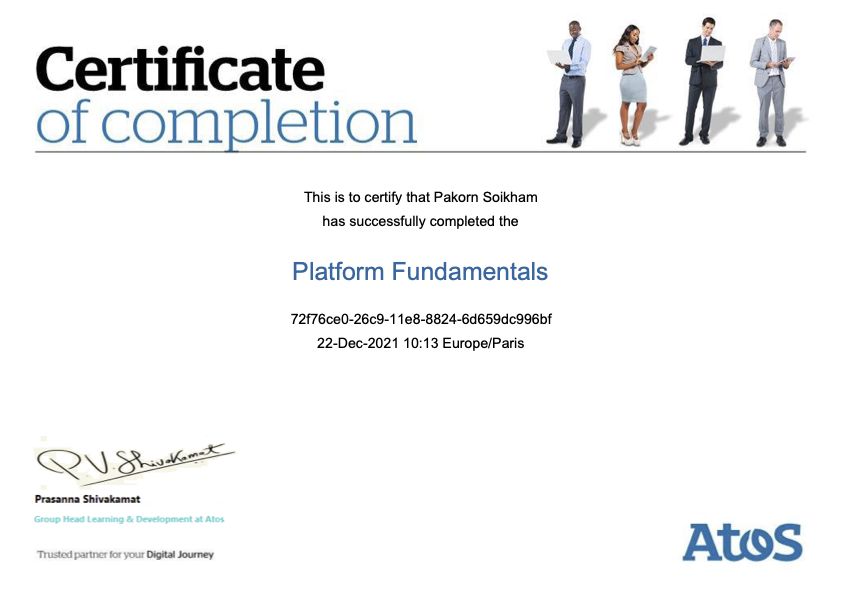 Certificate
of completion
This is to certify that Pakorn Soikham
has successfully completed the
Platform Fundamentals
72f76ce0-26c9-11e8-8824-6d659dc996bf
22-Dec-2021 10:13 Europe/Paris
P.V.Shivakamat
Prasanna Shivakamat
Group Head Learning & Development at Atos
Trusted partner for your Digital Journey
Atos